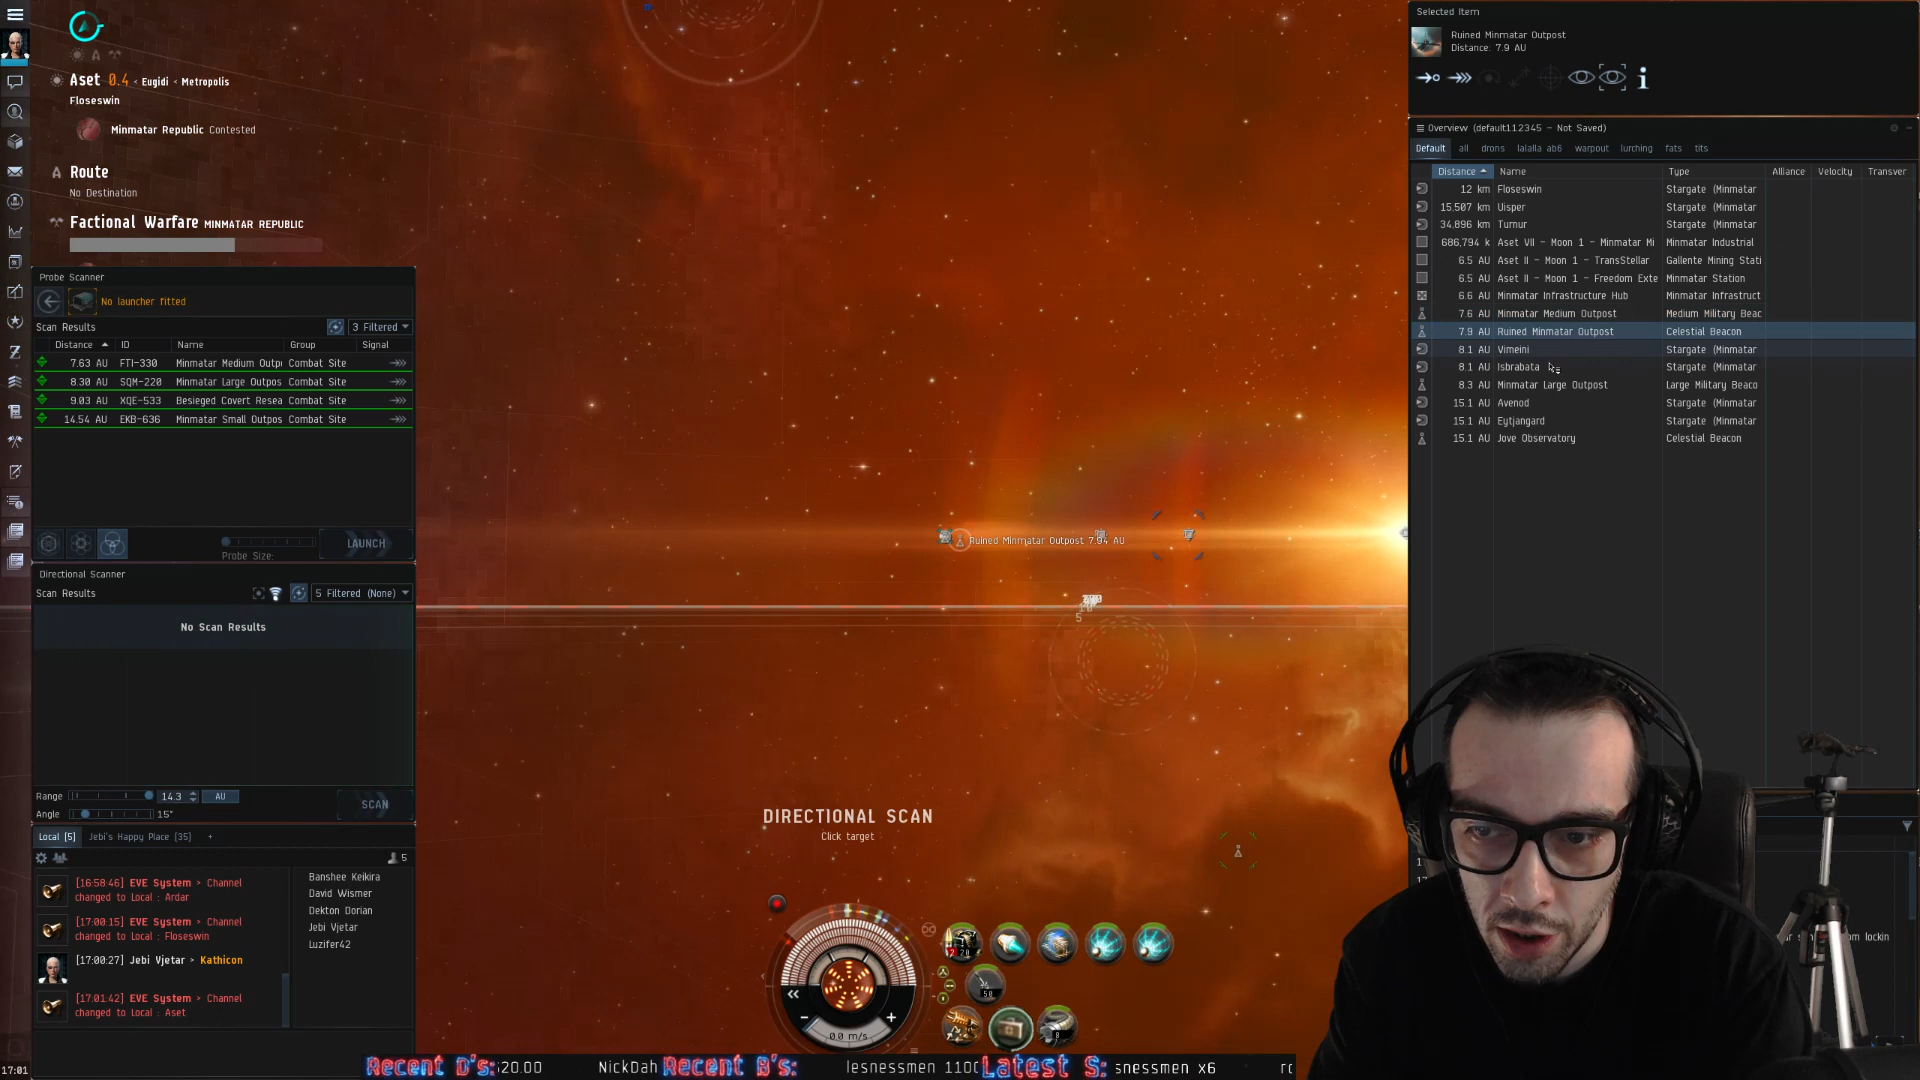 Aset 0.4 < Eugidi < Metropolis
Floseswin
Minmatar Republic Contested
A Route
No Destination
Factional Warfare MINMATAR REPUBLIC
Probe Scanner
No launcher fitted
Scan Results
3 Filtered
Distance ID Name Group Signal
7.63 AU FTI-330 Minmatar Medium Outp Combat Site
8.30 AU SQM-220 Minmatar Large Outpos Combat Site
9.03 AU XQE-533 Besieged Covert Resea Combat Site
14.54 AU EKB-636 Minmatar Small Outpos Combat Site
Probe Size:
LAUNCH
Directional Scanner
Scan Results
5 Filtered (None)
No Scan Results
Range 14.3 AU
Angle 15°
SCAN
Local [5] Jebi's Happy Place [35] +
5
[16:58:46] EVE System > Channel
changed to Local : Ardar
[17:00:15] EVE System > Channel
changed to Local : Floseswin
[17:00:27] Jebi Vjetar > Kathicon
[17:01:42] EVE System > Channel
changed to Local : Aset
Banshee Keikira
David Wismer
Dekton Dorian
Jebi Vjetar
Luzifer42
17:01
Ruined Minmatar Outpost 7.94 AU
5
DIRECTIONAL SCAN
Click target
0.0 m/s
50
8
Recent D's: $20.00 NickDah Recent B's: lesnessmen 1100 Latest S: snessmen x6
Selected Item
Ruined Minmatar Outpost
Distance: 7.9 AU
Overview (default112345 - Not Saved)
Default all drons lalalla ab6 warpout lurching fats tits
Distance Name Type Alliance Velocity Transver
12 km Floseswin Stargate (Minmatar
15.507 km Uisper Stargate (Minmatar
34.896 km Turnur Stargate (Minmatar
686,794 k Aset VII - Moon 1 - Minmatar Mi Minmatar Industrial
6.5 AU Aset II - Moon 1 - TransStellar Gallente Mining Stati
6.5 AU Aset II - Moon 1 - Freedom Exte Minmatar Station
6.6 AU Minmatar Infrastructure Hub Minmatar Infrastruct
7.6 AU Minmatar Medium Outpost Medium Military Beac
7.9 AU Ruined Minmatar Outpost Celestial Beacon
8.1 AU Vimeini Stargate (Minmatar
8.1 AU Isbrabata Stargate (Minmatar
8.3 AU Minmatar Large Outpost Large Military Beaco
15.1 AU Avenod Stargate (Minmatar
15.1 AU Eytjangard Stargate (Minmatar
15.1 AU Jove Observatory Celestial Beacon
lockin